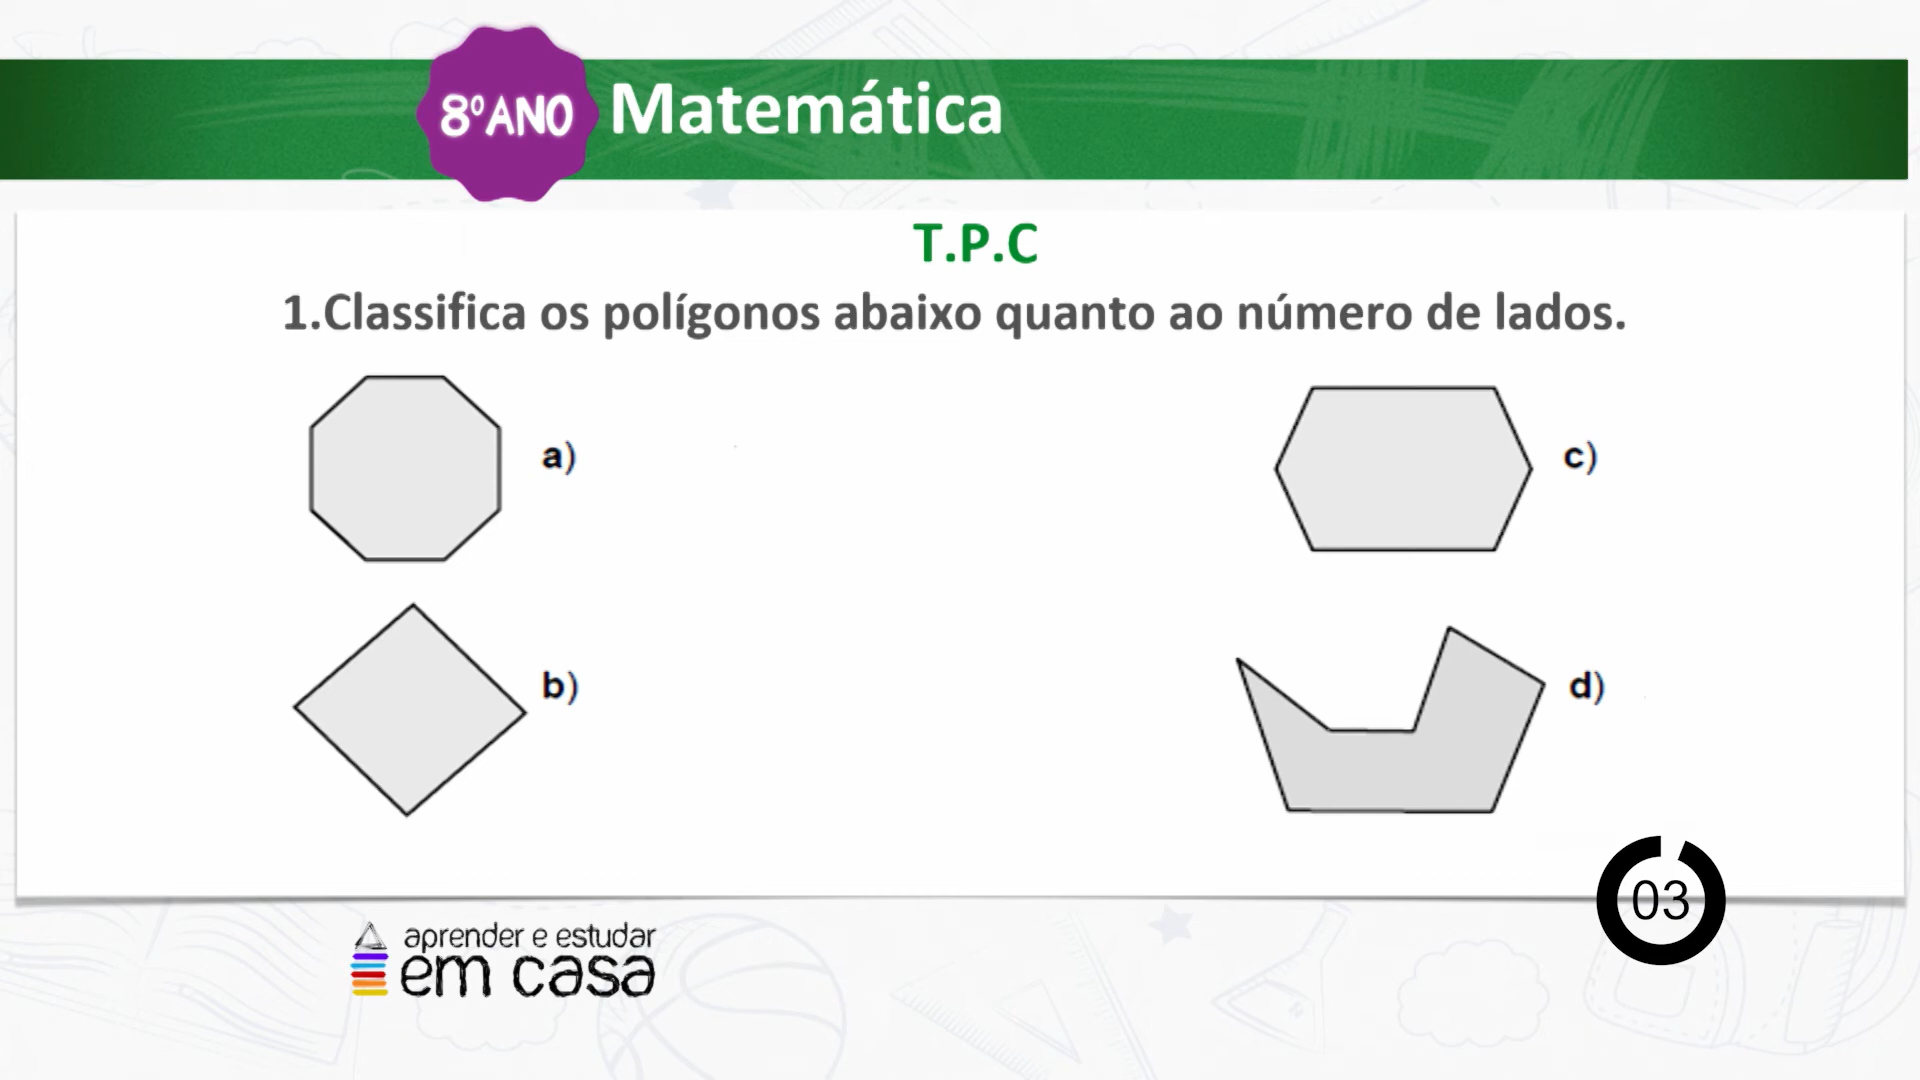 8ºANO Matemática
T.P.C
1.Classifica os polígonos abaixo quanto ao número de lados.
a)
c)
b)
d)
03
aprender e estudar
em casa